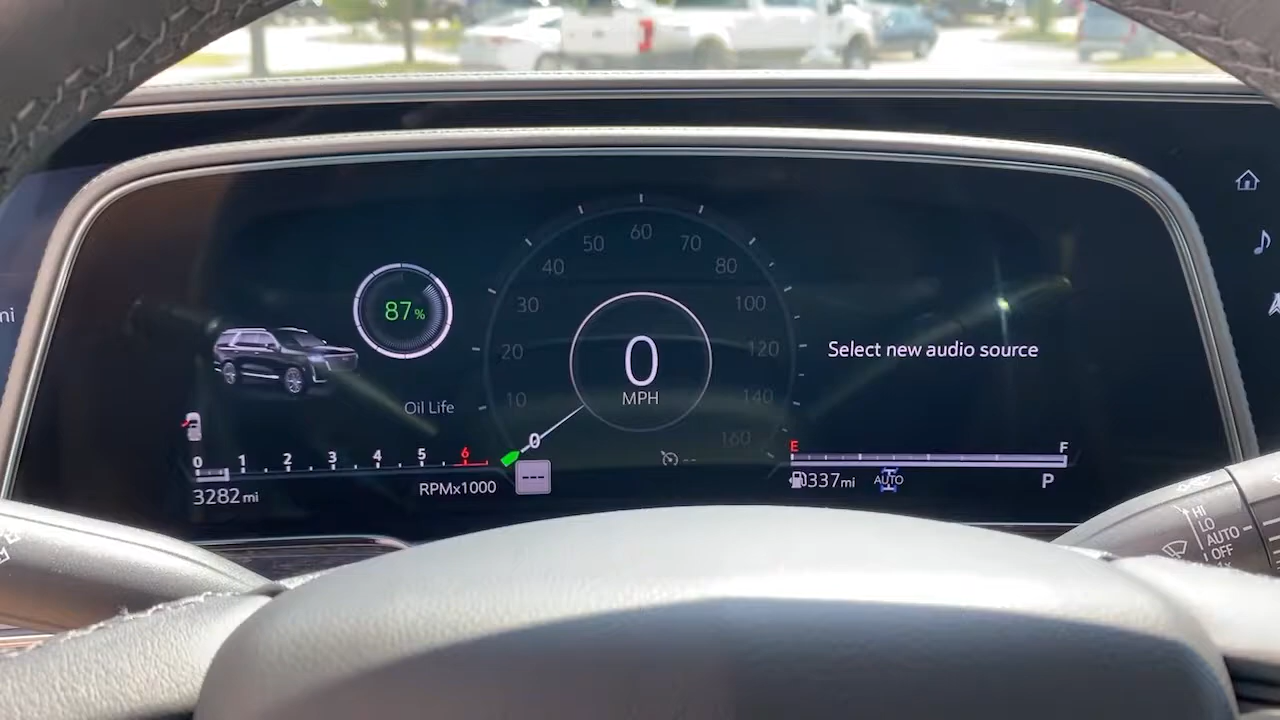 ni
87%
Oil Life
0 1 2 3 4 5 6
3282 mi
RPMx1000
0 10 20 30 40 50 60 70 80 100 120 140 160
0
MPH
---
--
Select new audio source
E F
337 mi
AUTO
P
HI
LO
AUTO
OFF
1X